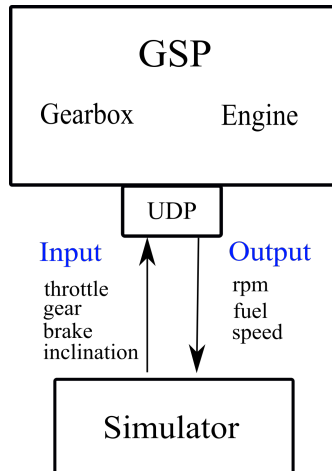 GSP
Gearbox Engine
UDP
Input Output
throttle rpm
gear fuel
brake speed
inclination
Simulator